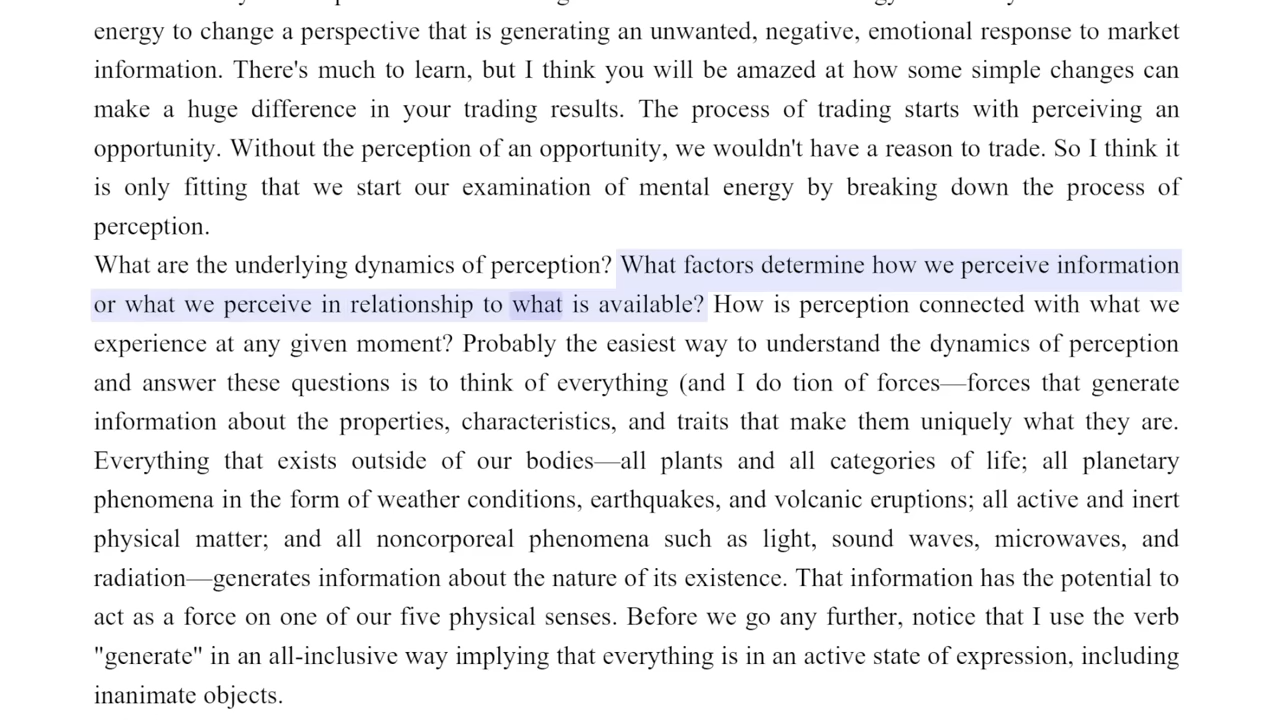 energy to change a perspective that is generating an unwanted, negative, emotional response to market
information. There's much to learn, but I think you will be amazed at how some simple changes can
make a huge difference in your trading results. The process of trading starts with perceiving an
opportunity. Without the perception of an opportunity, we wouldn't have a reason to trade. So I think it
is only fitting that we start our examination of mental energy by breaking down the process of
perception.
What are the underlying dynamics of perception? What factors determine how we perceive information
or what we perceive in relationship to what is available? How is perception connected with what we
experience at any given moment? Probably the easiest way to understand the dynamics of perception
and answer these questions is to think of everything (and I do tion of forces—forces that generate
information about the properties, characteristics, and traits that make them uniquely what they are.
Everything that exists outside of our bodies—all plants and all categories of life; all planetary
phenomena in the form of weather conditions, earthquakes, and volcanic eruptions; all active and inert
physical matter; and all noncorporeal phenomena such as light, sound waves, microwaves, and
radiation—generates information about the nature of its existence. That information has the potential to
act as a force on one of our five physical senses. Before we go any further, notice that I use the verb
"generate" in an all-inclusive way implying that everything is in an active state of expression, including
inanimate objects.